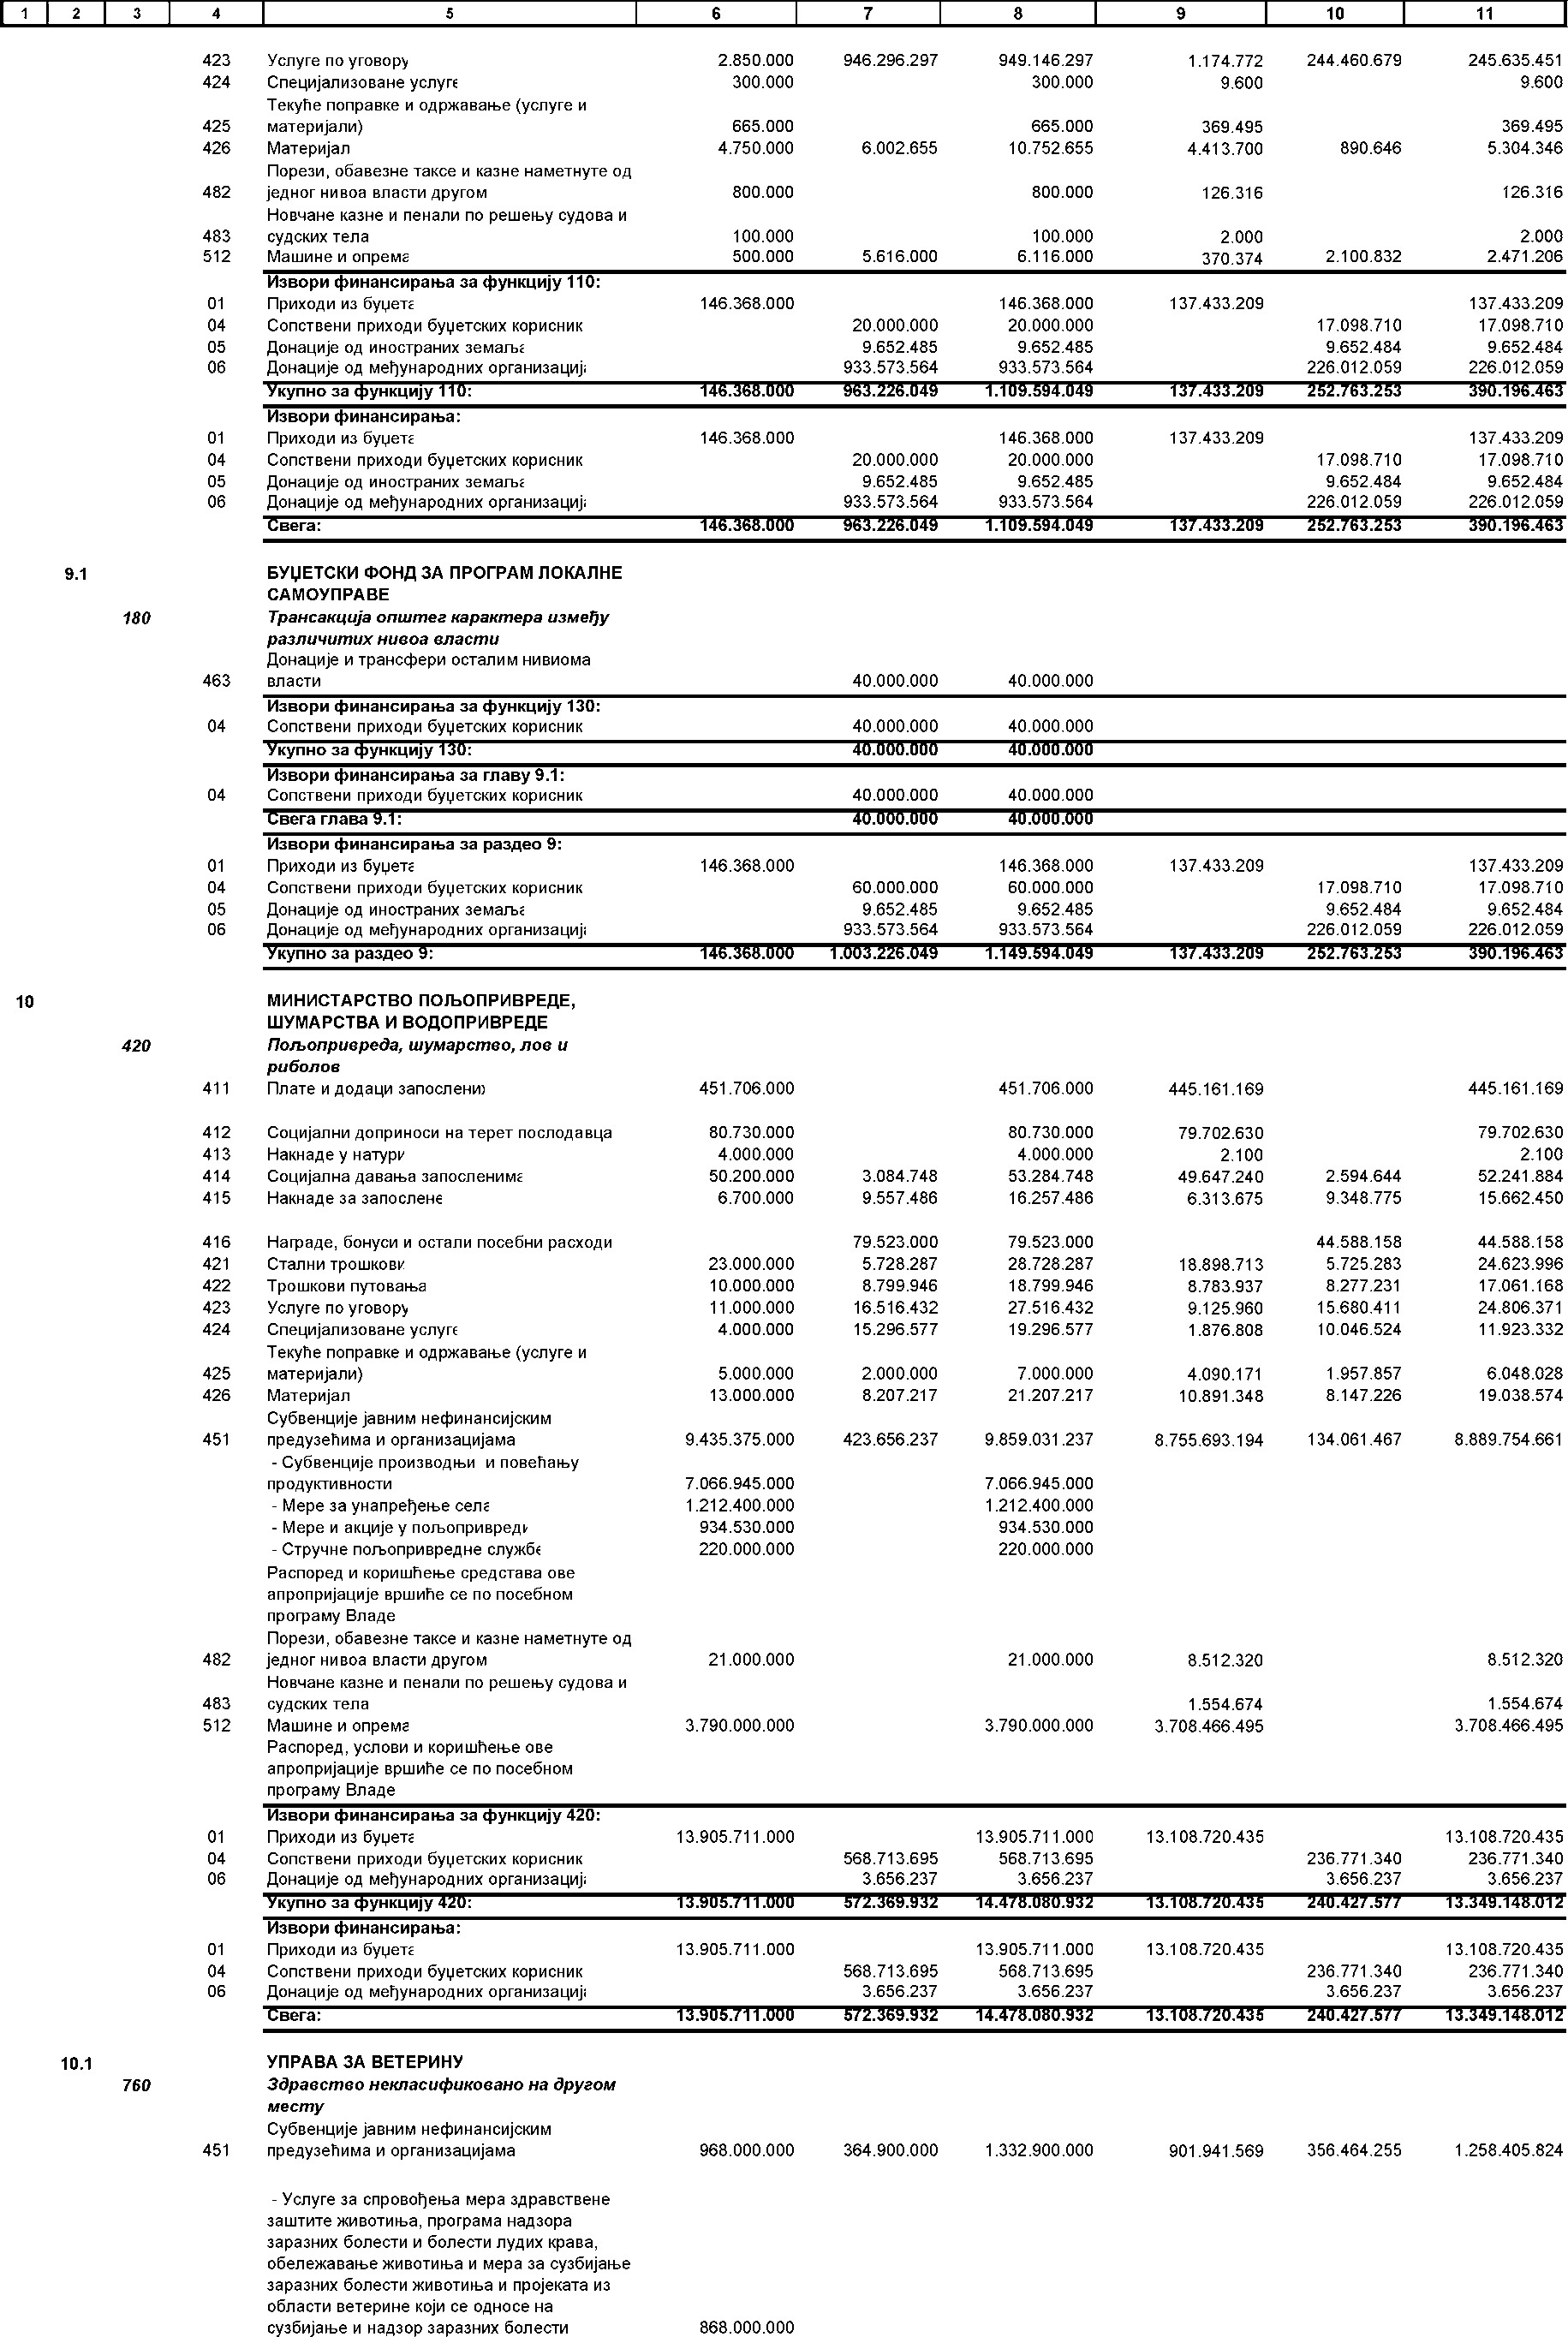 1 2 3 4 5 6 7 8 9 10 11
423 Услуге по уговору 2.850.000 946.296.297 949.146.297 1.174.772 244.460.679 245.635.451
424 Специјализоване услуге 300.000 300.000 9.600 9.600
Текуће поправке и одржавање (услуге и
425 материјали) 665.000 665.000 369.495 369.495
426 Материјал 4.750.000 6.002.655 10.752.655 4.413.700 890.646 5.304.346
Порези, обавезне таксе и казне наметнуте од
482 једног нивоа власти другом 800.000 800.000 126.316 126.316
Новчане казне и пенали по решењу судова и
483 судских тела 100.000 100.000 2.000 2.000
512 Машине и опрема 500.000 5.616.000 6.116.000 370.374 2.100.832 2.471.206
Извори финансирања за функцију 110:
01 Приходи из буџета 146.368.000 146.368.000 137.433.209 137.433.209
04 Сопствени приходи буџетских корисник 20.000.000 20.000.000 17.098.710 17.098.710
05 Донације од иностраних земаља 9.652.485 9.652.485 9.652.484 9.652.484
06 Донације од међународних организациј 933.573.564 933.573.564 226.012.059 226.012.059
Укупно за функцију 110: 146.368.000 963.226.049 1.109.594.049 137.433.209 252.763.253 390.196.463
Извори финансирања:
01 Приходи из буџета 146.368.000 146.368.000 137.433.209 137.433.209
04 Сопствени приходи буџетских корисник 20.000.000 20.000.000 17.098.710 17.098.710
05 Донације од иностраних земаља 9.652.485 9.652.485 9.652.484 9.652.484
06 Донације од међународних организациј 933.573.564 933.573.564 226.012.059 226.012.059
Свега: 146.368.000 963.226.049 1.109.594.049 137.433.209 252.763.253 390.196.463
9.1 БУЏЕТСКИ ФОНД ЗА ПРОГРАМ ЛОКАЛНЕ
САМОУПРАВЕ
180 Трансакција општег карактера између
различитих нивоа власти
Донације и трансфери осталим нивиома
463 власти 40.000.000 40.000.000
Извори финансирања за функцију 130:
04 Сопствени приходи буџетских корисник 40.000.000 40.000.000
Укупно за функцију 130: 40.000.000 40.000.000
Извори финансирања за главу 9.1:
04 Сопствени приходи буџетских корисник 40.000.000 40.000.000
Свега глава 9.1: 40.000.000 40.000.000
Извори финансирања за раздео 9:
01 Приходи из буџета 146.368.000 146.368.000 137.433.209 137.433.209
04 Сопствени приходи буџетских корисник 60.000.000 60.000.000 17.098.710 17.098.710
05 Донације од иностраних земаља 9.652.485 9.652.485 9.652.484 9.652.484
06 Донације од међународних организациј 933.573.564 933.573.564 226.012.059 226.012.059
Укупно за раздео 9: 146.368.000 1.003.226.049 1.149.594.049 137.433.209 252.763.253 390.196.463
10 МИНИСТАРСТВО ПОЉОПРИВРЕДЕ,
ШУМАРСТВА И ВОДОПРИВРЕДЕ
420 Пољопривреда, шумарство, лов и
риболов
411 Плате и додаци запослених 451.706.000 451.706.000 445.161.169 445.161.169
412 Социјални доприноси на терет послодавца 80.730.000 80.730.000 79.702.630 79.702.630
413 Накнаде у натури 4.000.000 4.000.000 2.100 2.100
414 Социјална давања запосленима 50.200.000 3.084.748 53.284.748 49.647.240 2.594.644 52.241.884
415 Накнаде за запослене 6.700.000 9.557.486 16.257.486 6.313.675 9.348.775 15.662.450
416 Награде, бонуси и остали посебни расходи 79.523.000 79.523.000 44.588.158 44.588.158
421 Стални трошкови 23.000.000 5.728.287 28.728.287 18.898.713 5.725.283 24.623.996
422 Трошкови путовања 10.000.000 8.799.946 18.799.946 8.783.937 8.277.231 17.061.168
423 Услуге по уговору 11.000.000 16.516.432 27.516.432 9.125.960 15.680.411 24.806.371
424 Специјализоване услуге 4.000.000 15.296.577 19.296.577 1.876.808 10.046.524 11.923.332
Текуће поправке и одржавање (услуге и
425 материјали) 5.000.000 2.000.000 7.000.000 4.090.171 1.957.857 6.048.028
426 Материјал 13.000.000 8.207.217 21.207.217 10.891.348 8.147.226 19.038.574
Субвенције јавним нефинансијским
451 предузећима и организацијама 9.435.375.000 423.656.237 9.859.031.237 8.755.693.194 134.061.467 8.889.754.661
- Субвенције производњи и повећању
продуктивности 7.066.945.000 7.066.945.000
- Мере за унапређење села 1.212.400.000 1.212.400.000
- Мере и акције у пољопривреди 934.530.000 934.530.000
- Стручне пољопривредне службе 220.000.000 220.000.000
Распоред и коришћење средстава ове
апропријације вршиће се по посебном
програму Владе
Порези, обавезне таксе и казне наметнуте од
482 једног нивоа власти другом 21.000.000 21.000.000 8.512.320 8.512.320
Новчане казне и пенали по решењу судова и
483 судских тела 1.554.674 1.554.674
512 Машине и опрема 3.790.000.000 3.790.000.000 3.708.466.495 3.708.466.495
Распоред, услови и коришћење ове
апропријације вршиће се по посебном
програму Владе
Извори финансирања за функцију 420:
01 Приходи из буџета 13.905.711.000 13.905.711.000 13.108.720.435 13.108.720.435
04 Сопствени приходи буџетских корисник 568.713.695 568.713.695 236.771.340 236.771.340
06 Донације од међународних организациј 3.656.237 3.656.237 3.656.237 3.656.237
Укупно за функцију 420: 13.905.711.000 572.369.932 14.478.080.932 13.108.720.435 240.427.577 13.349.148.012
Извори финансирања:
01 Приходи из буџета 13.905.711.000 13.905.711.000 13.108.720.435 13.108.720.435
04 Сопствени приходи буџетских корисник 568.713.695 568.713.695 236.771.340 236.771.340
06 Донације од међународних организациј 3.656.237 3.656.237 3.656.237 3.656.237
Свега: 13.905.711.000 572.369.932 14.478.080.932 13.108.720.435 240.427.577 13.349.148.012
10.1 УПРАВА ЗА ВЕТЕРИНУ
760 Здравство некласификовано на другом
месту
Субвенције јавним нефинансијским
451 предузећима и организацијама 968.000.000 364.900.000 1.332.900.000 901.941.569 356.464.255 1.258.405.824
- Услуге за спровођења мера здравствене
заштите животиња, програма надзора
заразних болести и болести лудих крава,
обележавање животиња и мера за сузбијање
заразних болести животиња и пројеката из
области ветерине који се односе на
сузбијање и надзор заразних болести 868.000.000